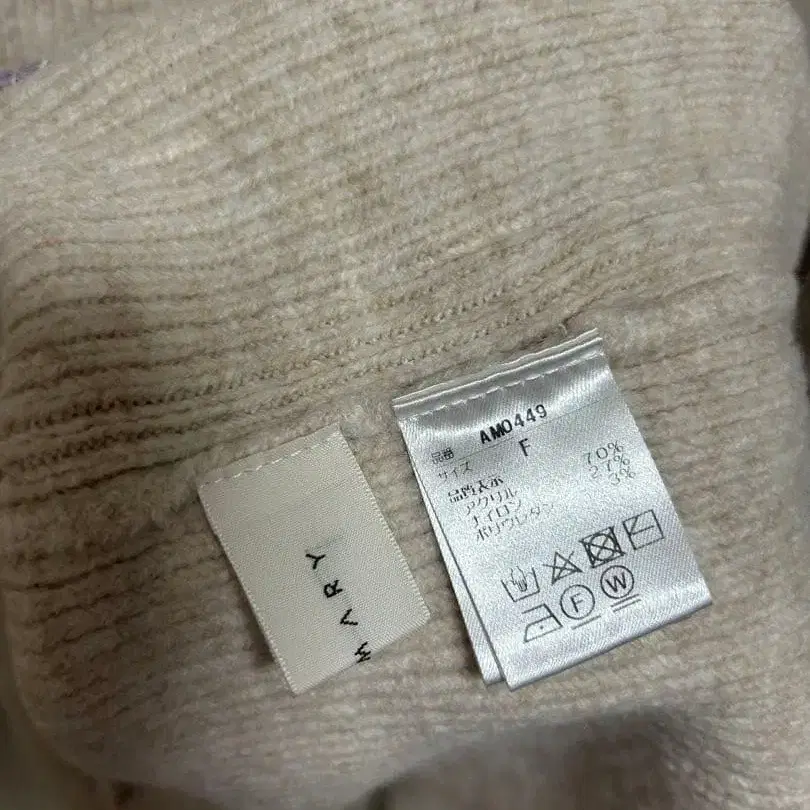 MARY
品番 AM0449
サイズ F
品質表示
アクリル 70%
ナイロン 27%
ポリウレタン 3%
F W